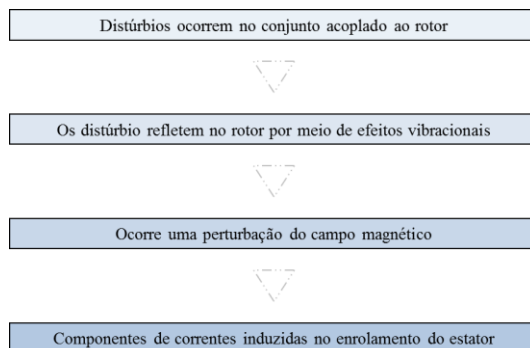 Distúrbios ocorrem no conjunto acoplado ao rotor
Os distúrbio refletem no rotor por meio de efeitos vibracionais
Ocorre uma perturbação do campo magnético
Componentes de correntes induzidas no enrolamento do estator